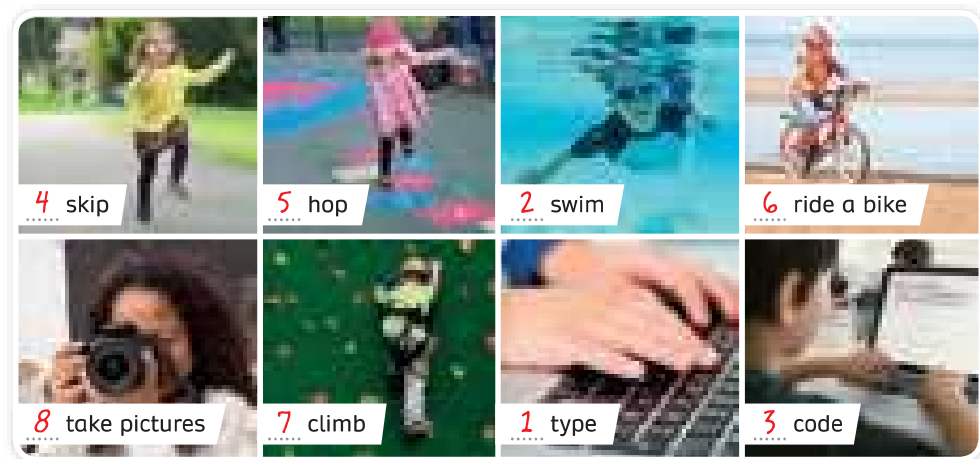 4 skip
5 hop
2 swim
6 ride a bike
8 take pictures
7 climb
1 type
3 code